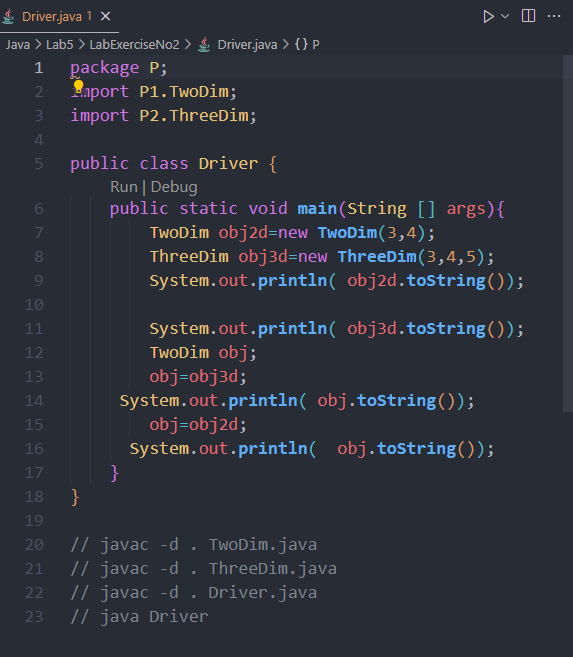 Driver.java 1 ×
Java > Lab5 > LabExerciseNo2 > Driver.java > {} P
1 package P;
2 import P1.TwoDim;
3 import P2.ThreeDim;
4
5 public class Driver {
Run | Debug
6 public static void main(String [] args){
7 TwoDim obj2d=new TwoDim(3,4);
8 ThreeDim obj3d=new ThreeDim(3,4,5);
9 System.out.println( obj2d.toString());
10
11 System.out.println( obj3d.toString());
12 TwoDim obj;
13 obj=obj3d;
14 System.out.println( obj.toString());
15 obj=obj2d;
16 System.out.println(  obj.toString());
17 }
18 }
19
20 // javac -d . TwoDim.java
21 // javac -d . ThreeDim.java
22 // javac -d . Driver.java
23 // java Driver